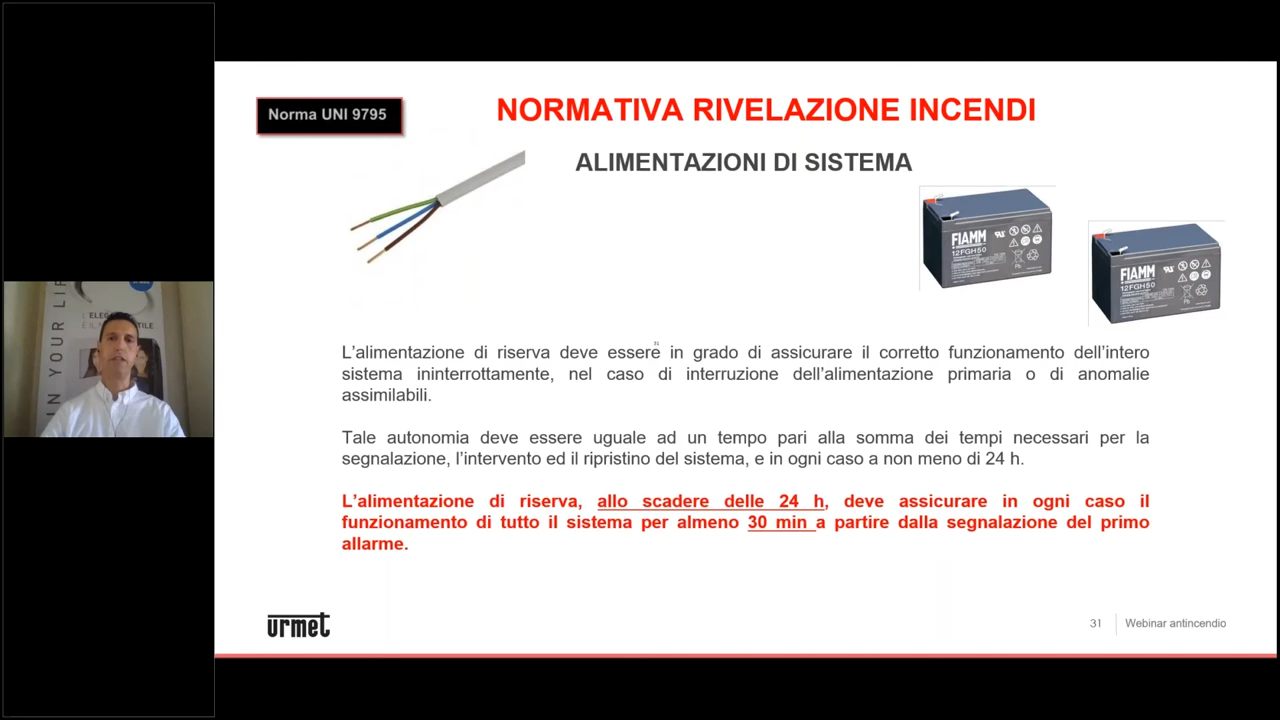 Norma UNI 9795
NORMATIVA RIVELAZIONE INCENDI
ALIMENTAZIONI DI SISTEMA
FIAMM
12FGH50
FIAMM
12FGH50
IN YOUR LIF
L'alimentazione di riserva deve essere in grado di assicurare il corretto funzionamento dell'intero
sistema ininterrottamente, nel caso di interruzione dell'alimentazione primaria o di anomalie
assimilabili.
Tale autonomia deve essere uguale ad un tempo pari alla somma dei tempi necessari per la
segnalazione, l'intervento ed il ripristino del sistema, e in ogni caso a non meno di 24 h.
L'alimentazione di riserva, allo scadere delle 24 h, deve assicurare in ogni caso il
funzionamento di tutto il sistema per almeno 30 min a partire dalla segnalazione del primo
allarme.
urmet
31
Webinar antincendio